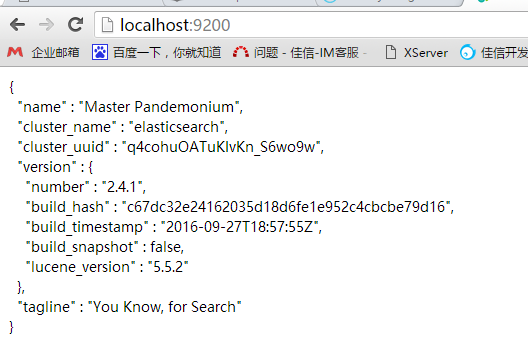 localhost:9200
企业邮箱 百度一下，你就知道 问题 - 佳信-IM客服 - XServer 佳信开发
{
"name" : "Master Pandemonium",
"cluster_name" : "elasticsearch",
"cluster_uuid" : "q4cohuOATuKIvKn_S6wo9w",
"version" : {
"number" : "2.4.1",
"build_hash" : "c67dc32e24162035d18d6fe1e952c4cbcbe79d16",
"build_timestamp" : "2016-09-27T18:57:55Z",
"build_snapshot" : false,
"lucene_version" : "5.5.2"
},
"tagline" : "You Know, for Search"
}